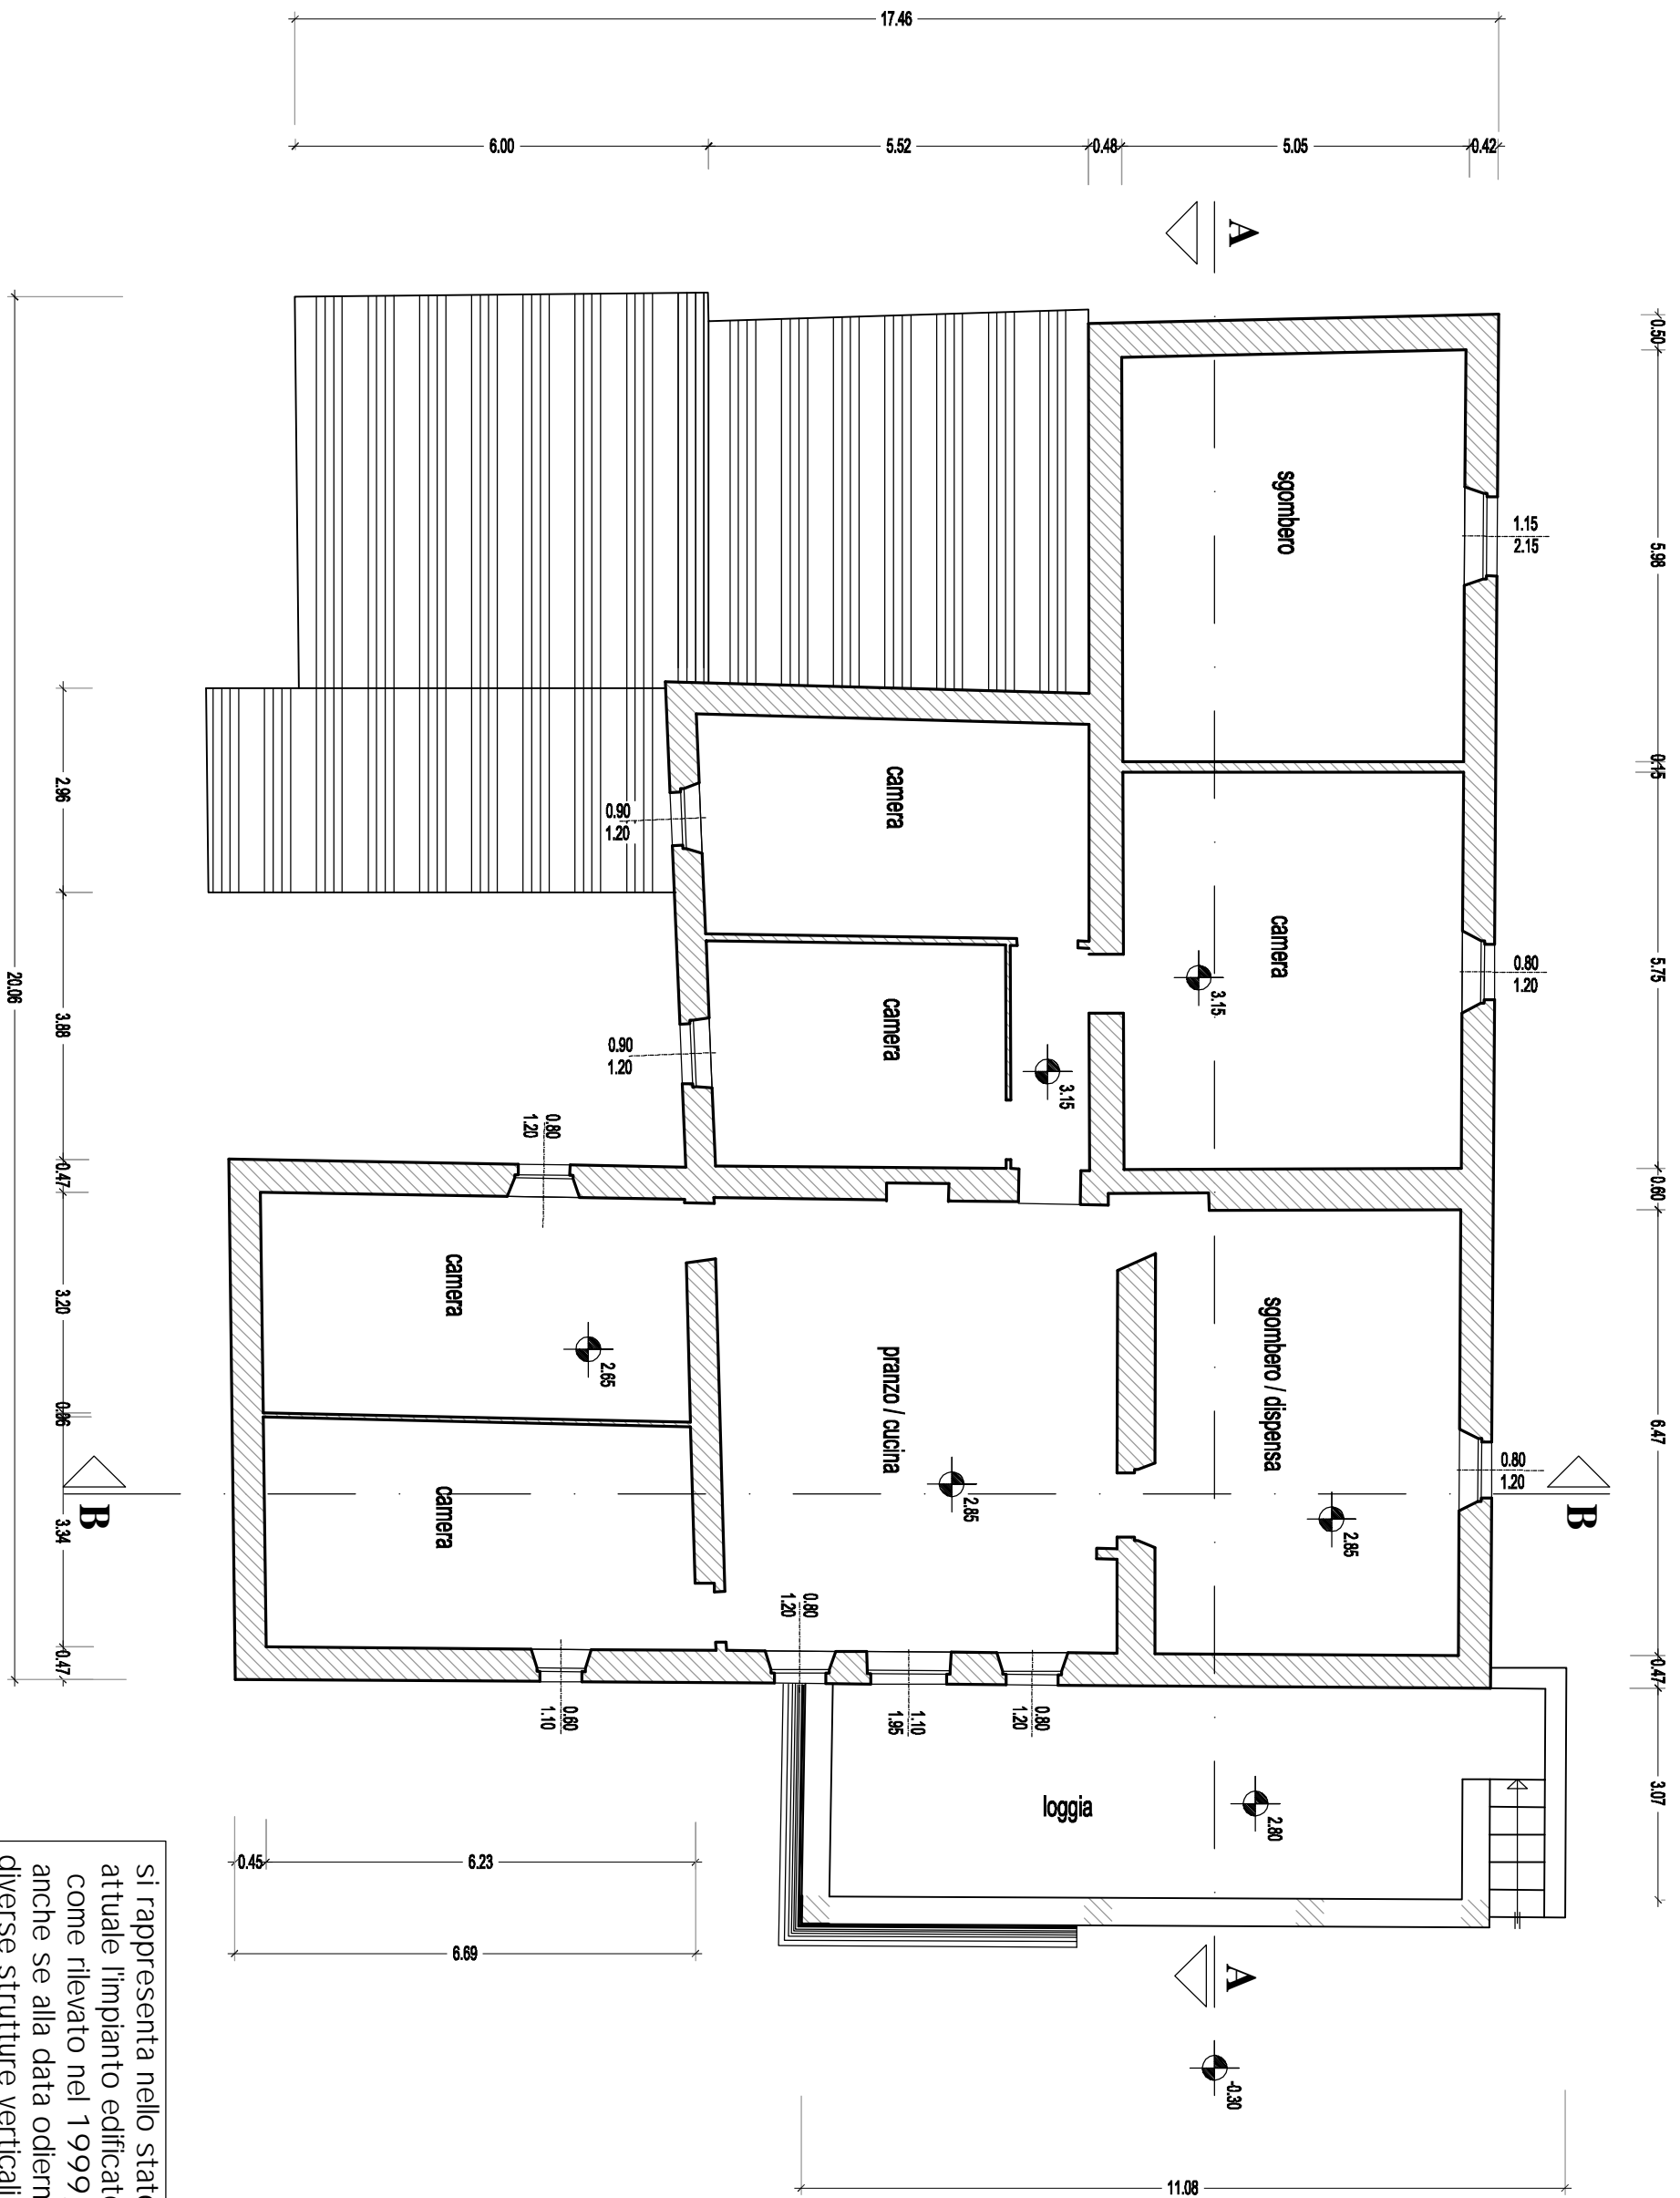 17.46
6.00
5.52
0.48
5.05
0.42
A
0.50
5.98
0.15
5.75
0.60
6.47
0.47
3.07
sgombero
1.15
2.15
camera
0.90
1.20
camera
3.15
0.80
1.20
camera
0.90
1.20
3.15
2.96
3.88
0.47
3.20
0.86
3.34
0.47
20.06
0.80
1.20
camera
2.65
pranzo / cucina
2.85
sgombero / dispensa
2.85
0.80
1.20
B
B
camera
0.60
1.10
0.80
1.20
1.10
1.95
0.80
1.20
loggia
2.80
0.45
6.23
6.69
A
-0.30
11.08
si rappresenta nello stato
attuale l'impianto edificato
come rilevato nel 1999
anche se alla data odiern
diverse strutture verticali